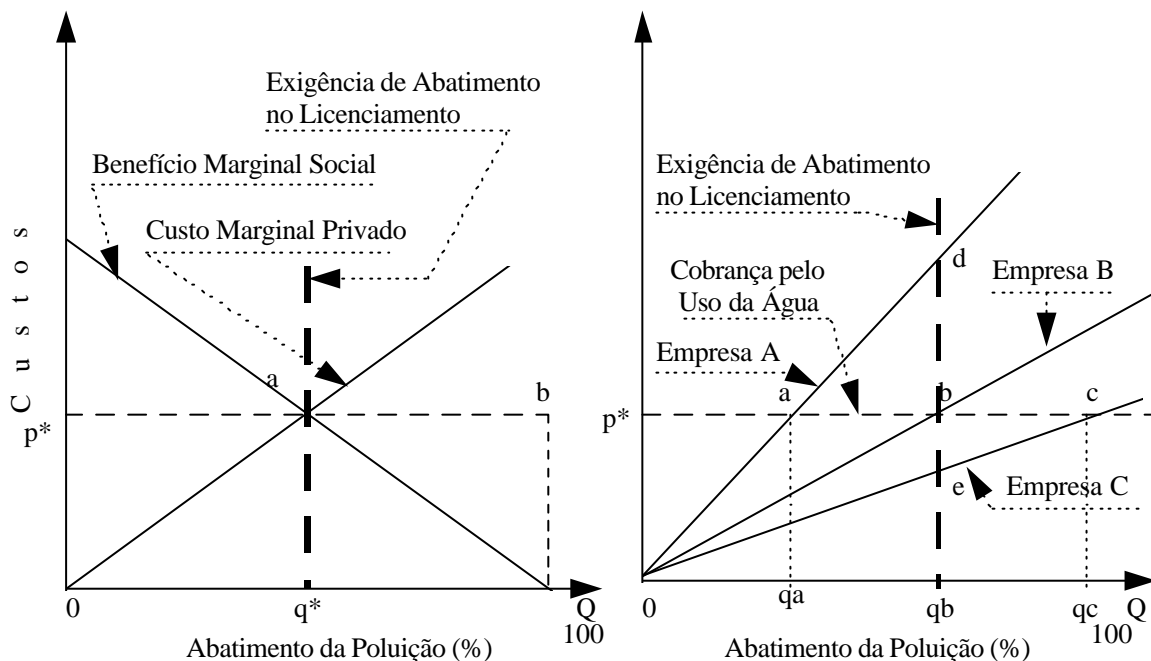 Exigência de Abatimento
no Licenciamento
Benefício Marginal Social
Custo Marginal Privado
Custos
a
b
p*
0
q*
Q
100
Abatimento da Poluição (%)
Exigência de Abatimento
no Licenciamento
Cobrança pelo
Uso da Água
Empresa A
Empresa B
d
a
b
c
p*
e
Empresa C
0
qa
qb
qc
Q
100
Abatimento da Poluição (%)